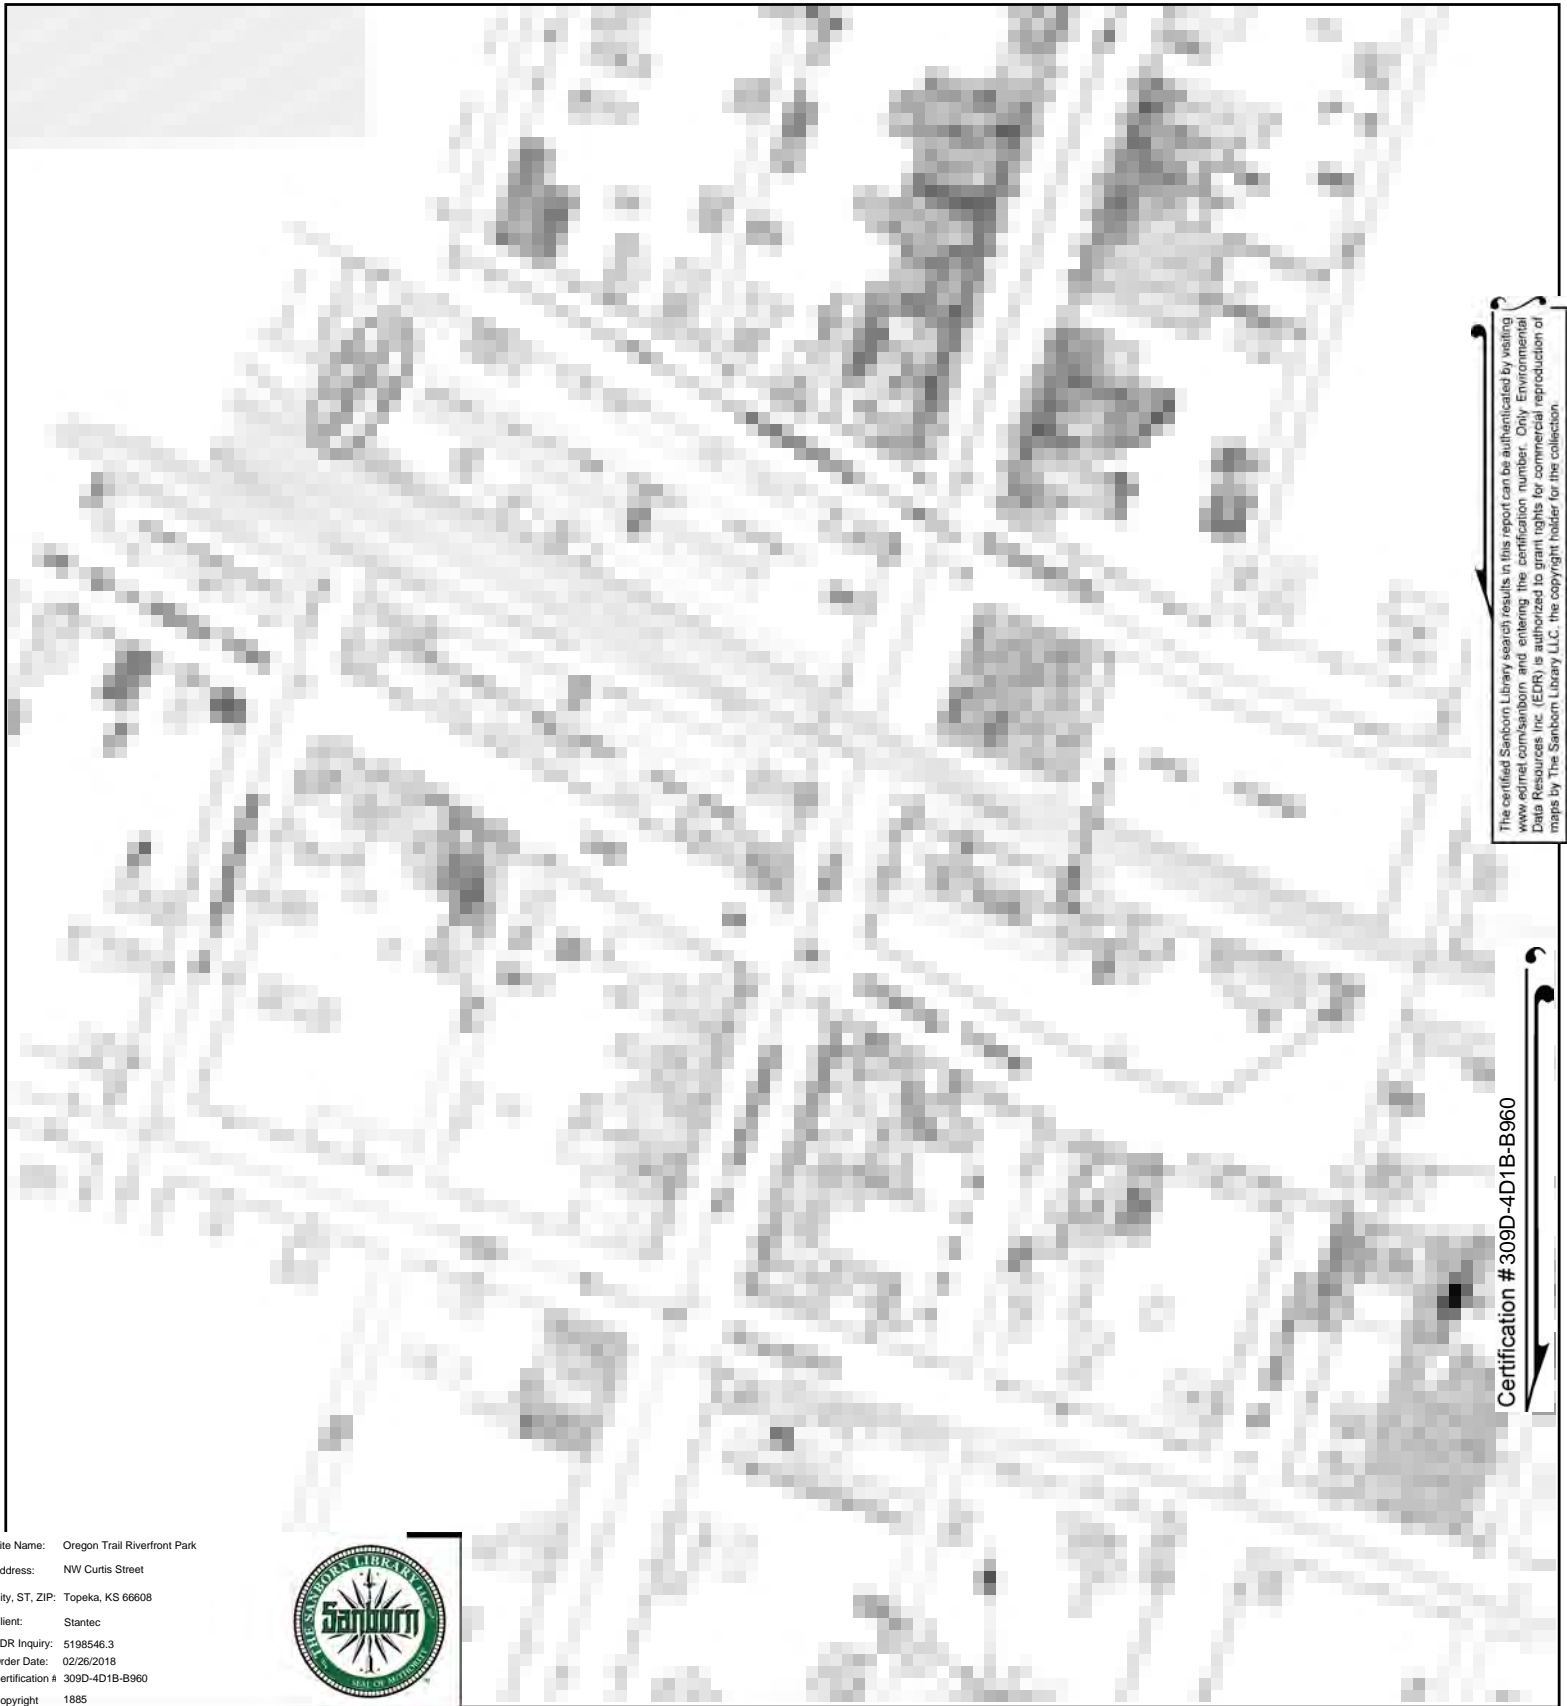 The certified Sanborn Library search results in this report can be authenticated by visiting
www.edrnet.com/sanborn and entering the certification number. Only Environmental
Data Resources Inc. (EDR) is authorized to grant rights for commercial reproduction of
maps by The Sanborn Library LLC, the copyright holder for the collection.
Certification # 309D-4D1B-B960
ite Name: Oregon Trail Riverfront Park
ddress: NW Curtis Street
ity, ST, ZIP: Topeka, KS 66608
lient: Stantec
DR Inquiry: 5198546.3
rder Date: 02/26/2018
ertification # 309D-4D1B-B960
opyright 1885
THE SANBORN LIBRARY LLC
Sanborn
SEAL OF AUTHORITY